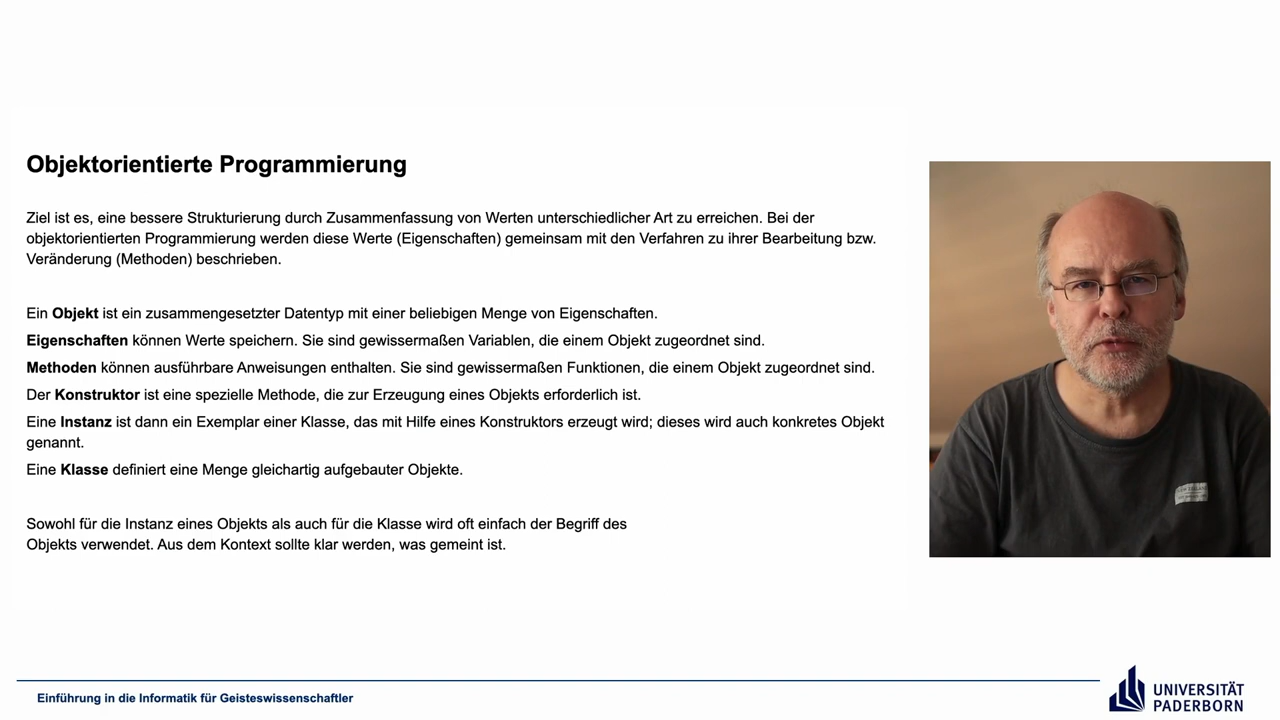 Objektorientierte Programmierung
Ziel ist es, eine bessere Strukturierung durch Zusammenfassung von Werten unterschiedlicher Art zu erreichen. Bei der
objektorientierten Programmierung werden diese Werte (Eigenschaften) gemeinsam mit den Verfahren zu ihrer Bearbeitung bzw.
Veränderung (Methoden) beschrieben.
Ein Objekt ist ein zusammengesetzter Datentyp mit einer beliebigen Menge von Eigenschaften.
Eigenschaften können Werte speichern. Sie sind gewissermaßen Variablen, die einem Objekt zugeordnet sind.
Methoden können ausführbare Anweisungen enthalten. Sie sind gewissermaßen Funktionen, die einem Objekt zugeordnet sind.
Der Konstruktor ist eine spezielle Methode, die zur Erzeugung eines Objekts erforderlich ist.
Eine Instanz ist dann ein Exemplar einer Klasse, das mit Hilfe eines Konstruktors erzeugt wird; dieses wird auch konkretes Objekt
genannt.
Eine Klasse definiert eine Menge gleichartig aufgebauter Objekte.
Sowohl für die Instanz eines Objekts als auch für die Klasse wird oft einfach der Begriff des
Objekts verwendet. Aus dem Kontext sollte klar werden, was gemeint ist.
Einführung in die Informatik für Geisteswissenschaftler
UNIVERSITÄT
PADERBORN